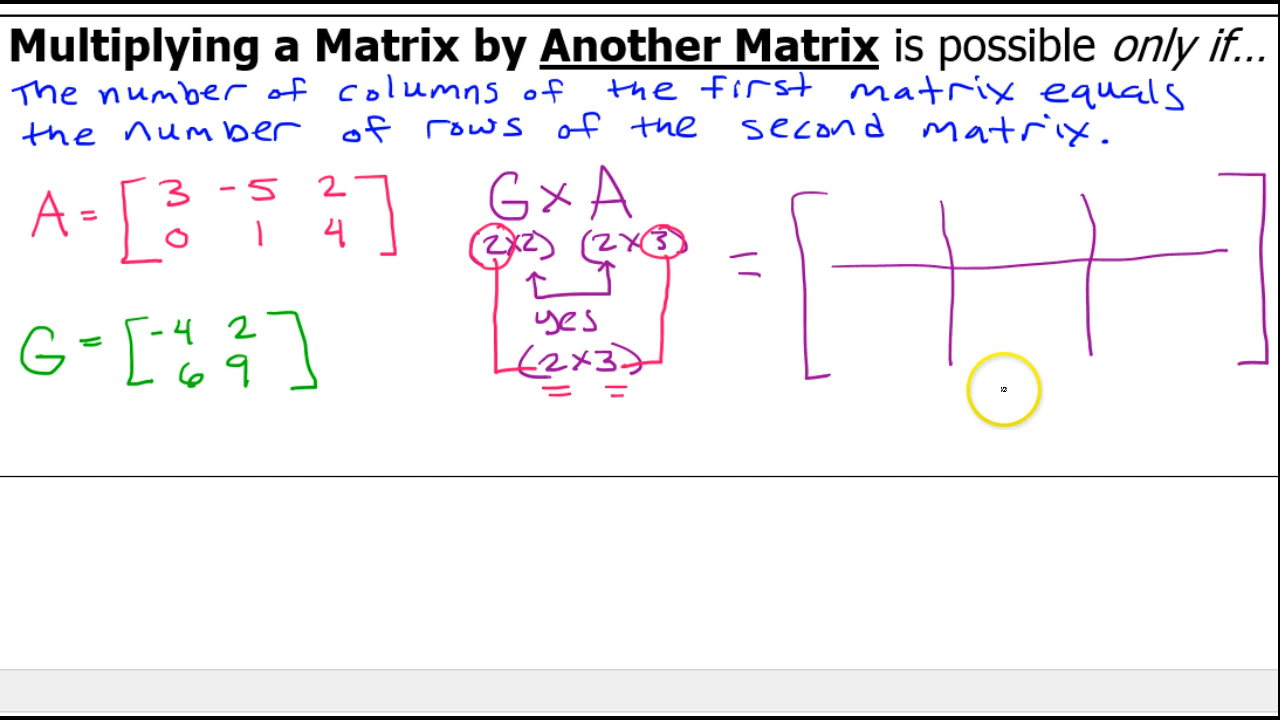 Multiplying a Matrix by Another Matrix is possible only if...
The number of columns of the first matrix equals
the number of rows of the second matrix.
A = [ 3 -5 2
0 1 4 ]
G = [ -4 2
6 9 ]
G x A
(2x2) (2x3)
yes
(2x3)
= [ ]